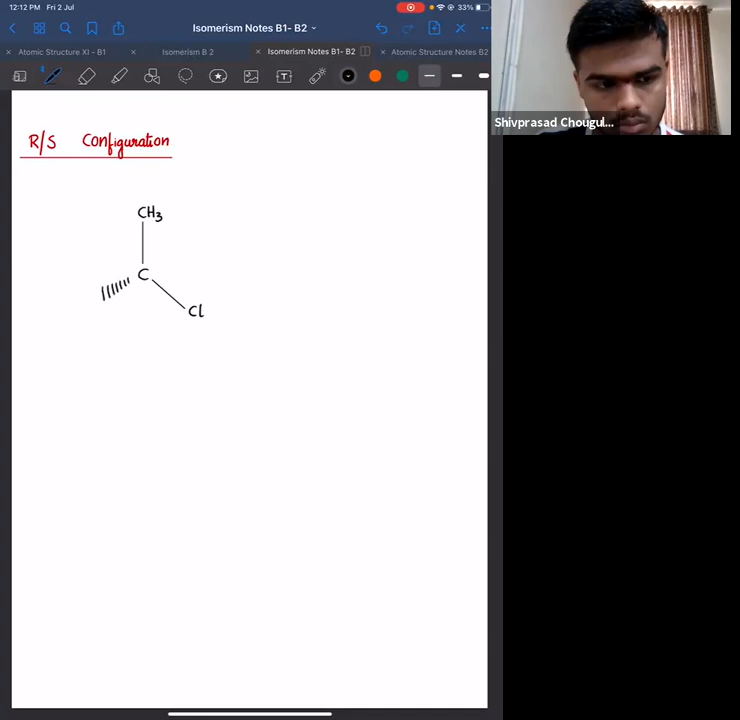 12:12 PM Fri 2 Jul
33%
Isomerism Notes B1- B2
Atomic Structure XI - B1
Isomerism B 2
Isomerism Notes B1- B2
Atomic Structure Notes B2
Shivprasad Chougul...
R/S Configuration
CH3
C
Cl